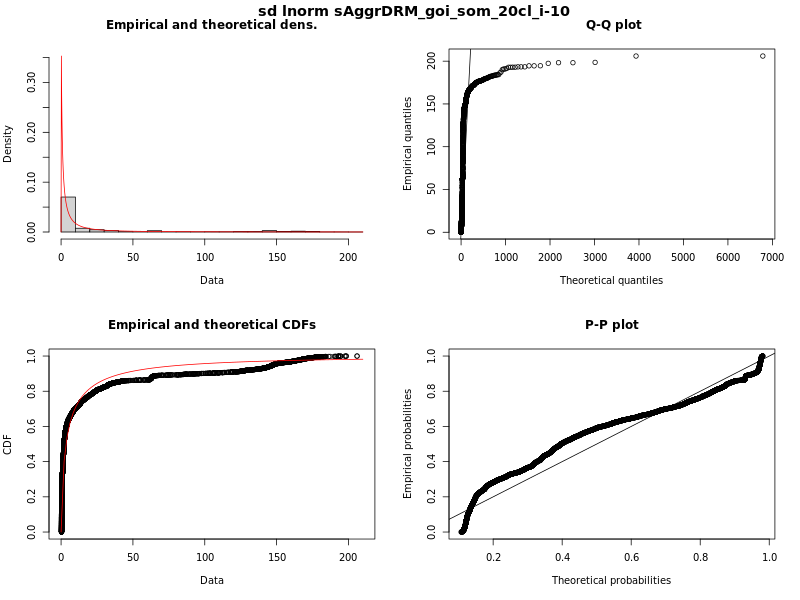 sd lnorm sAggrDRM_goi_som_20cl_i-10
Empirical and theoretical dens.
Density
0.00 0.10 0.20 0.30
0 50 100 150 200
Data
Q-Q plot
Empirical quantiles
0 50 100 150 200
0 1000 2000 3000 4000 5000 6000 7000
Theoretical quantiles
Empirical and theoretical CDFs
CDF
0.0 0.2 0.4 0.6 0.8 1.0
0 50 100 150 200
Data
P-P plot
Empirical probabilities
0.0 0.2 0.4 0.6 0.8 1.0
0.2 0.4 0.6 0.8 1.0
Theoretical probabilities